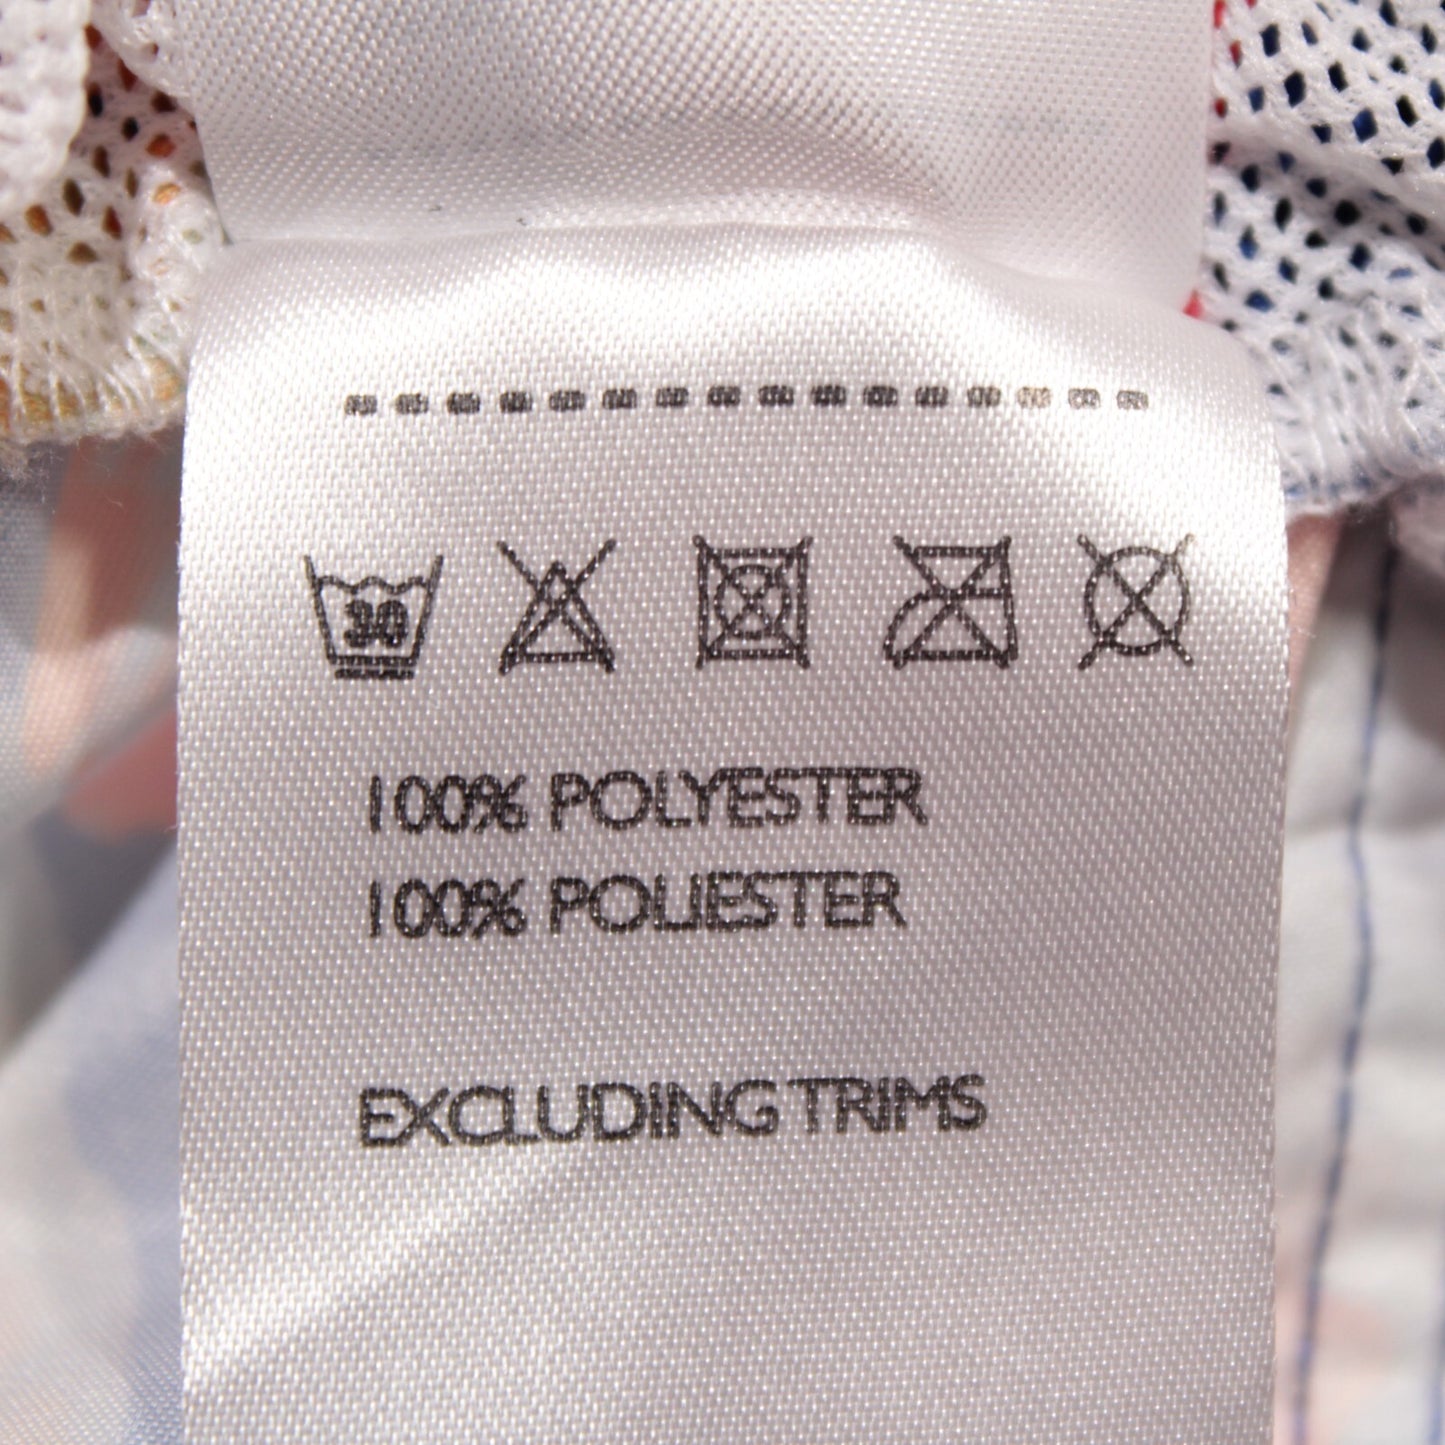 30
100% POLYESTER
100% POLIESTER
EXCLUDING TRIMS